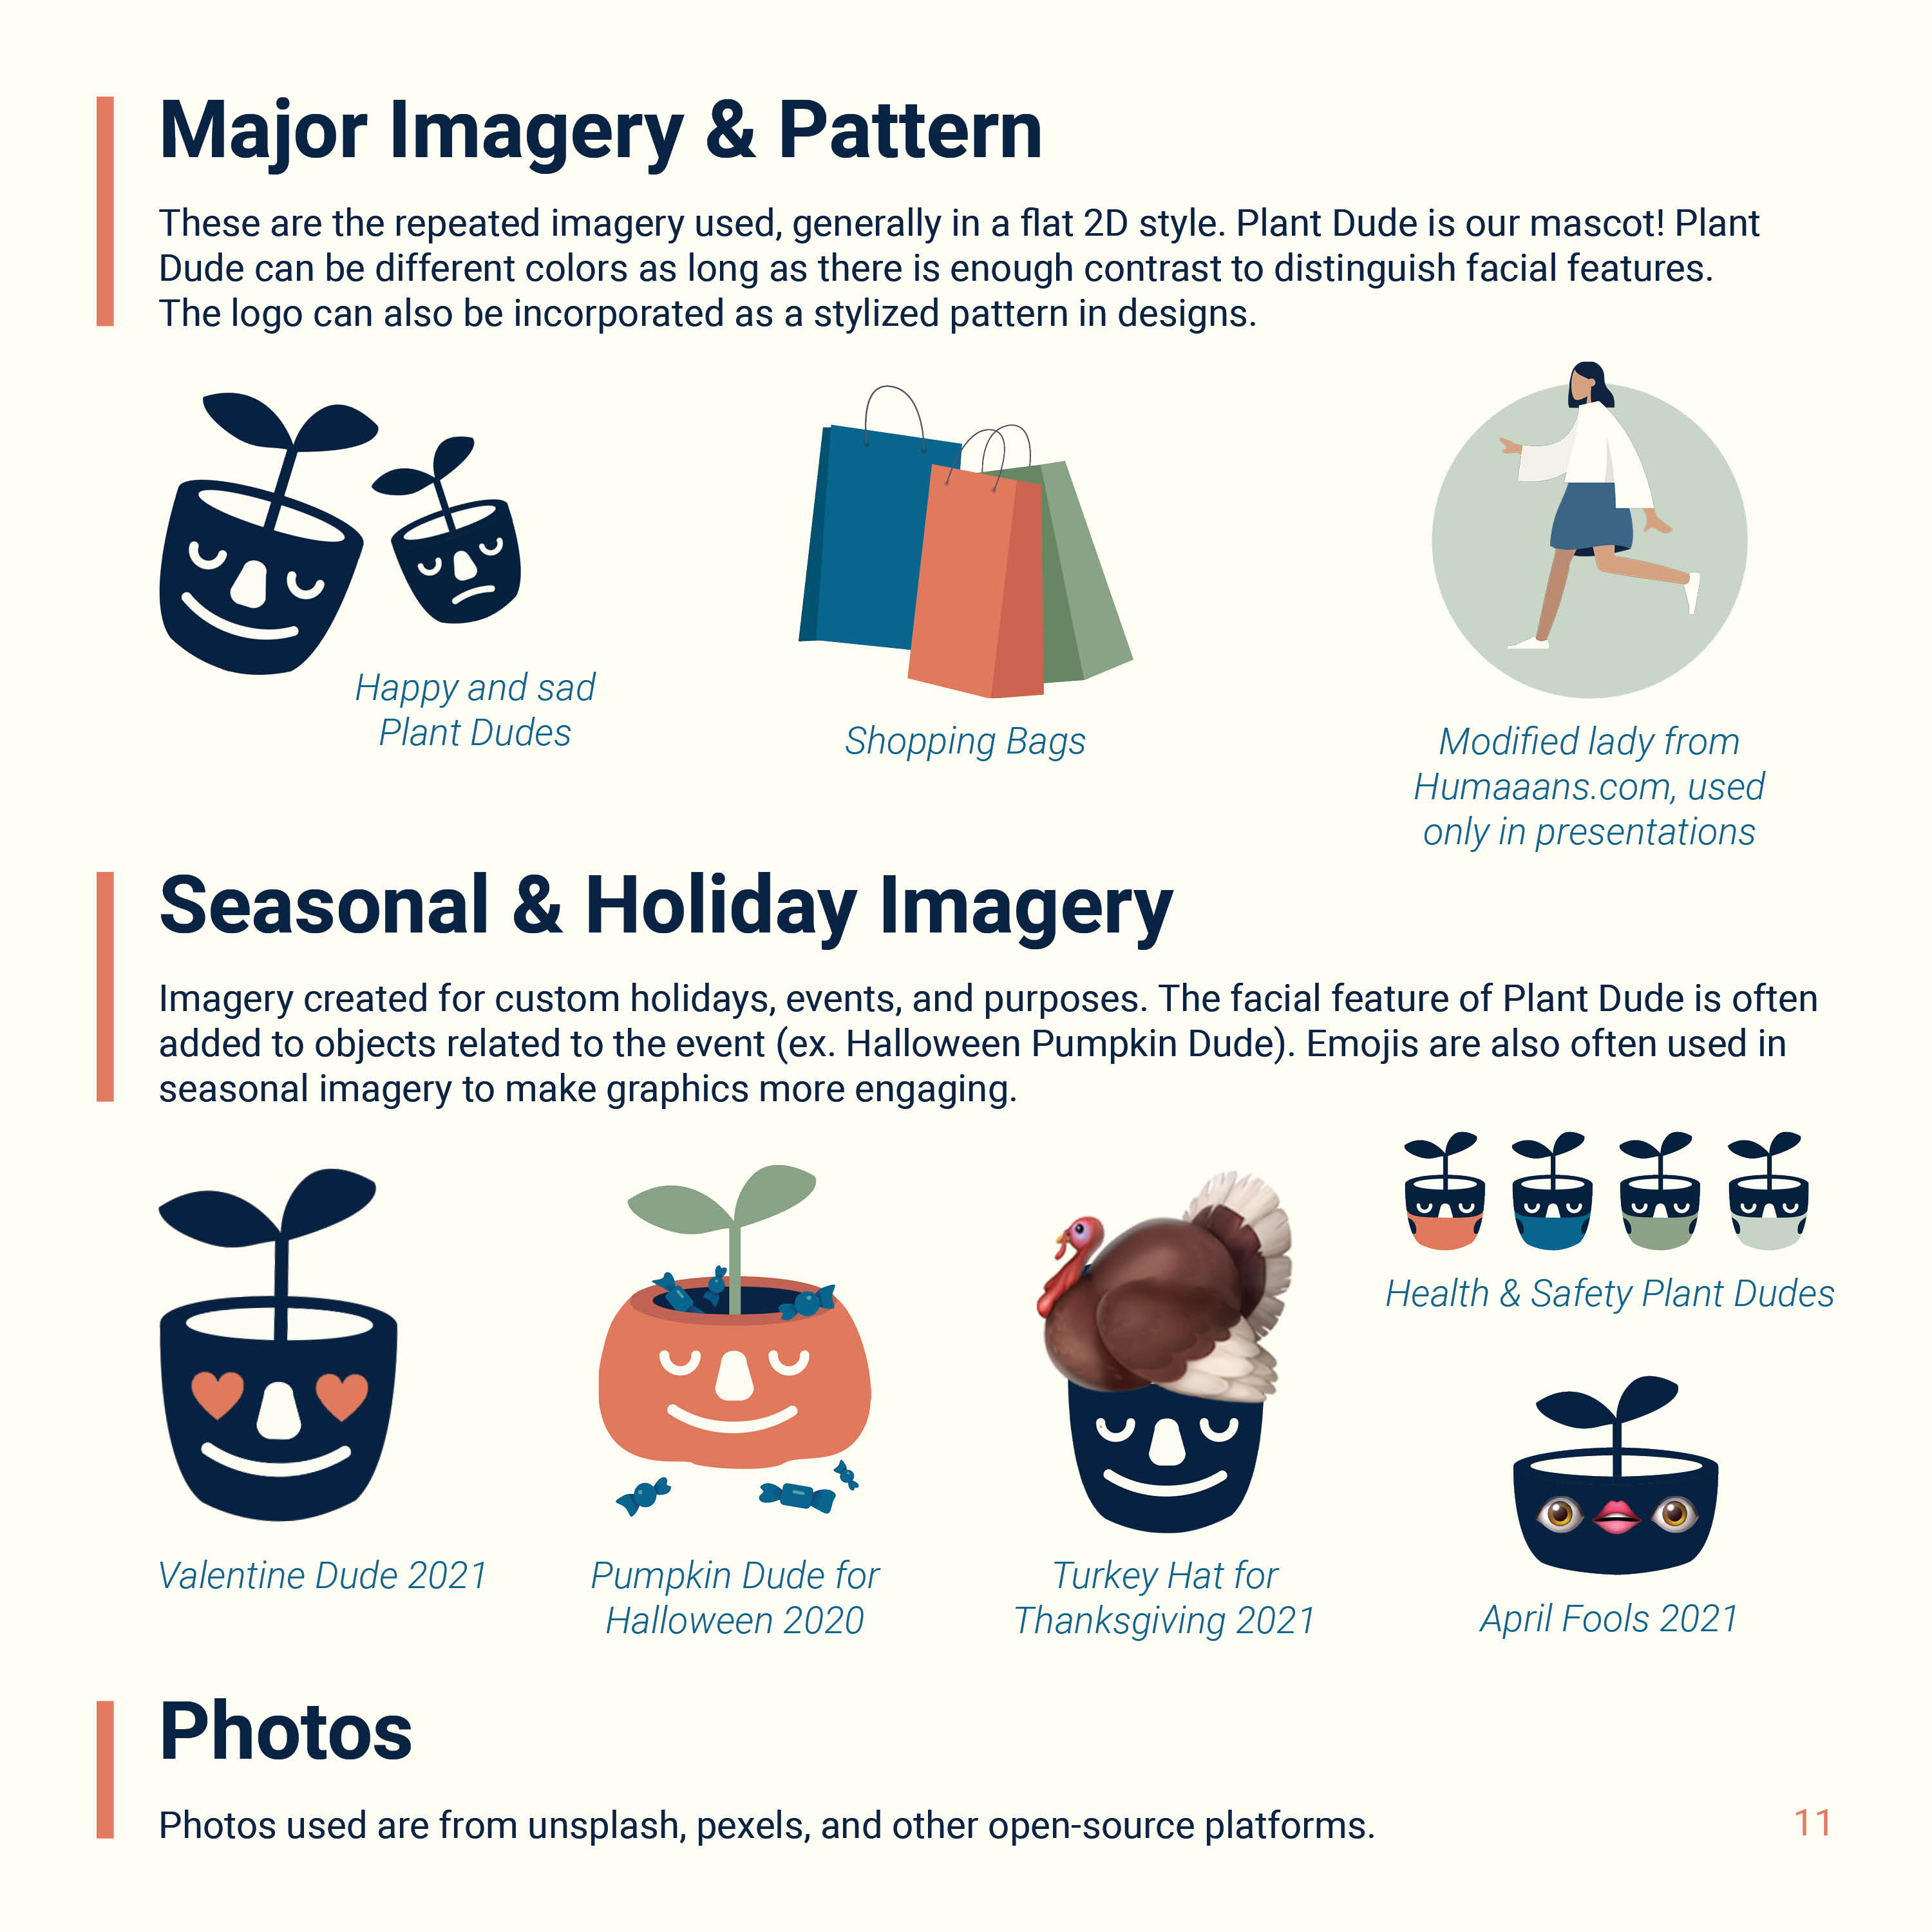 Major Imagery & Pattern
These are the repeated imagery used, generally in a flat 2D style. Plant Dude is our mascot! Plant
Dude can be different colors as long as there is enough contrast to distinguish facial features.
The logo can also be incorporated as a stylized pattern in designs.
Happy and sad
Plant Dudes
Shopping Bags
Modified lady from
Humaaans.com, used
only in presentations
Seasonal & Holiday Imagery
Imagery created for custom holidays, events, and purposes. The facial feature of Plant Dude is often
added to objects related to the event (ex. Halloween Pumpkin Dude). Emojis are also often used in
seasonal imagery to make graphics more engaging.
Health & Safety Plant Dudes
Valentine Dude 2021
Pumpkin Dude for
Halloween 2020
Turkey Hat for
Thanksgiving 2021
April Fools 2021
Photos
Photos used are from unsplash, pexels, and other open-source platforms.
11